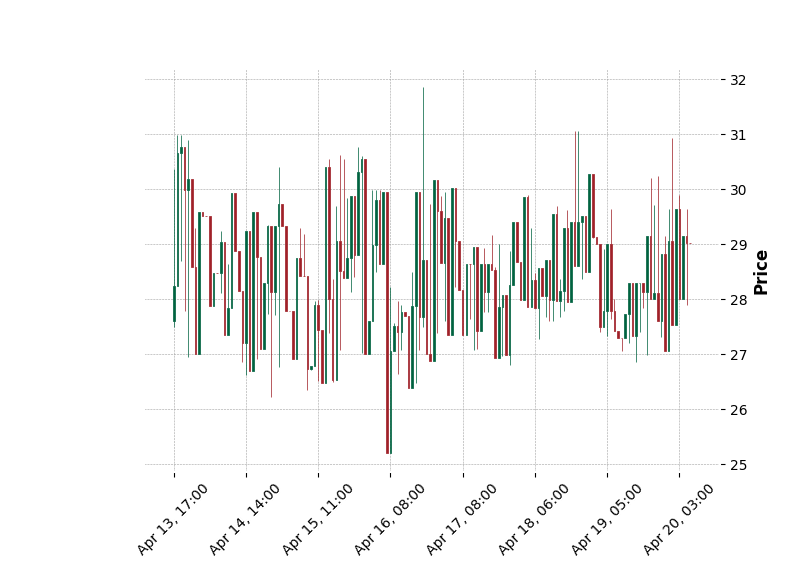 32
31
30
29
28
27
26
25
Price
Apr 13, 17:00
Apr 14, 14:00
Apr 15, 11:00
Apr 16, 08:00
Apr 17, 08:00
Apr 18, 06:00
Apr 19, 05:00
Apr 20, 03:00